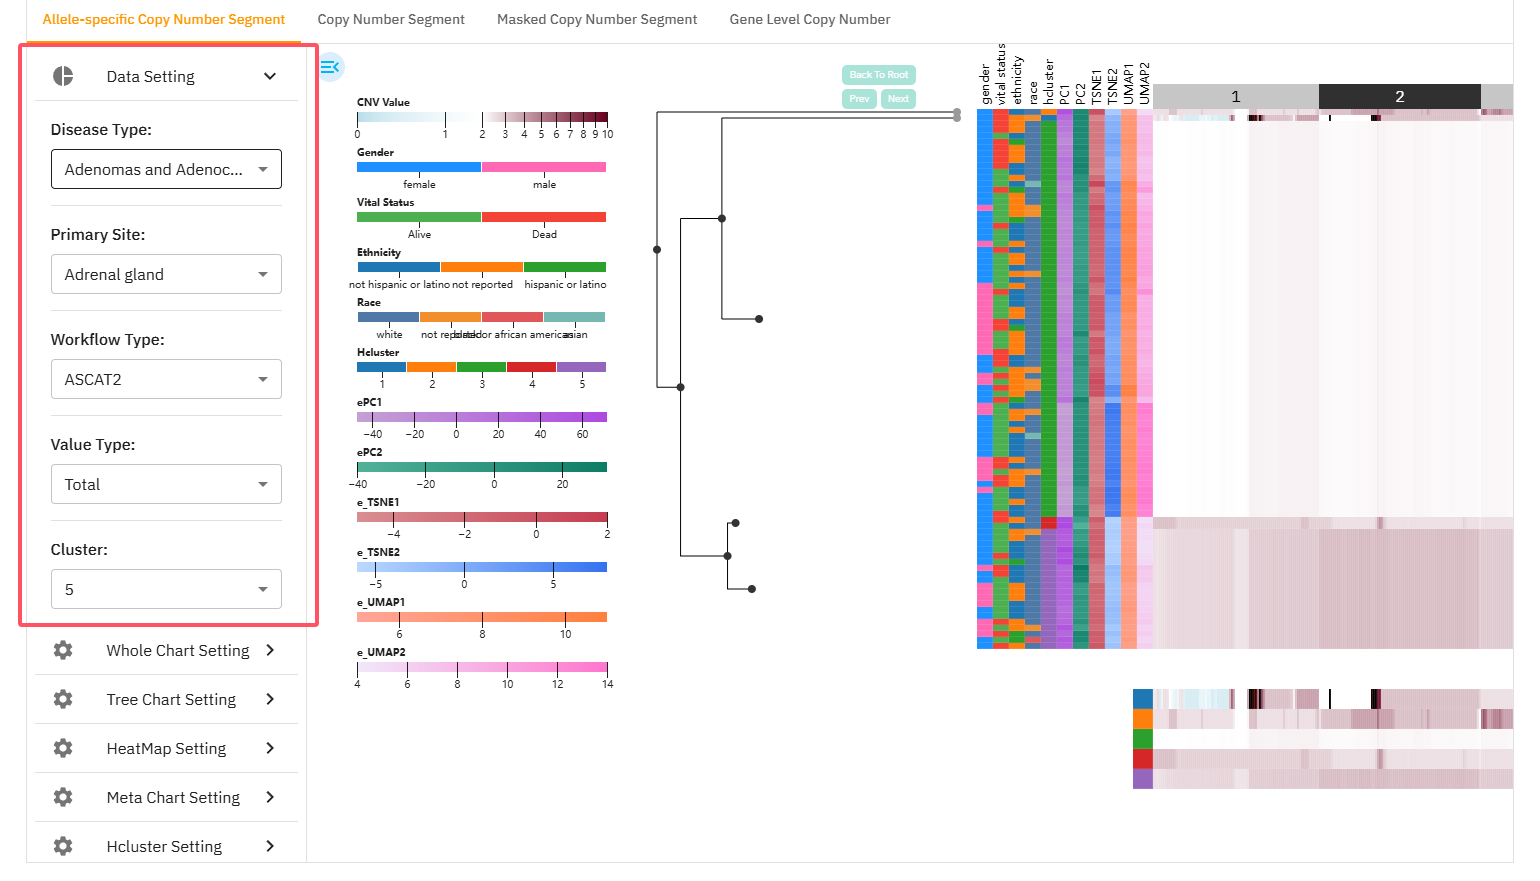 Allele-specific Copy Number Segment Copy Number Segment Masked Copy Number Segment Gene Level Copy Number
Data Setting
Disease Type:
Adenomas and Adenoc...
Primary Site:
Adrenal gland
Workflow Type:
ASCAT2
Value Type:
Total
Cluster:
5
Whole Chart Setting
Tree Chart Setting
HeatMap Setting
Meta Chart Setting
Hcluster Setting
CNV Value
0 1 2 3 4 5 6 7 8 9 10
Gender
female male
Vital Status
Alive Dead
Ethnicity
not hispanic or latino not reported hispanic or latino
Race
white not reported black or african american asian
Hcluster
1 2 3 4 5
ePC1
−40 −20 0 20 40 60
ePC2
−40 −20 0 20
e_TSNE1
−4 −2 0 2
e_TSNE2
−5 0 5
e_UMAP1
6 8 10
e_UMAP2
4 6 8 10 12 14
Back To Root
Prev Next
gender
vital status
ethnicity
race
hcluster
PC1
PC2
TSNE1
TSNE2
UMAP1
UMAP2
1 2